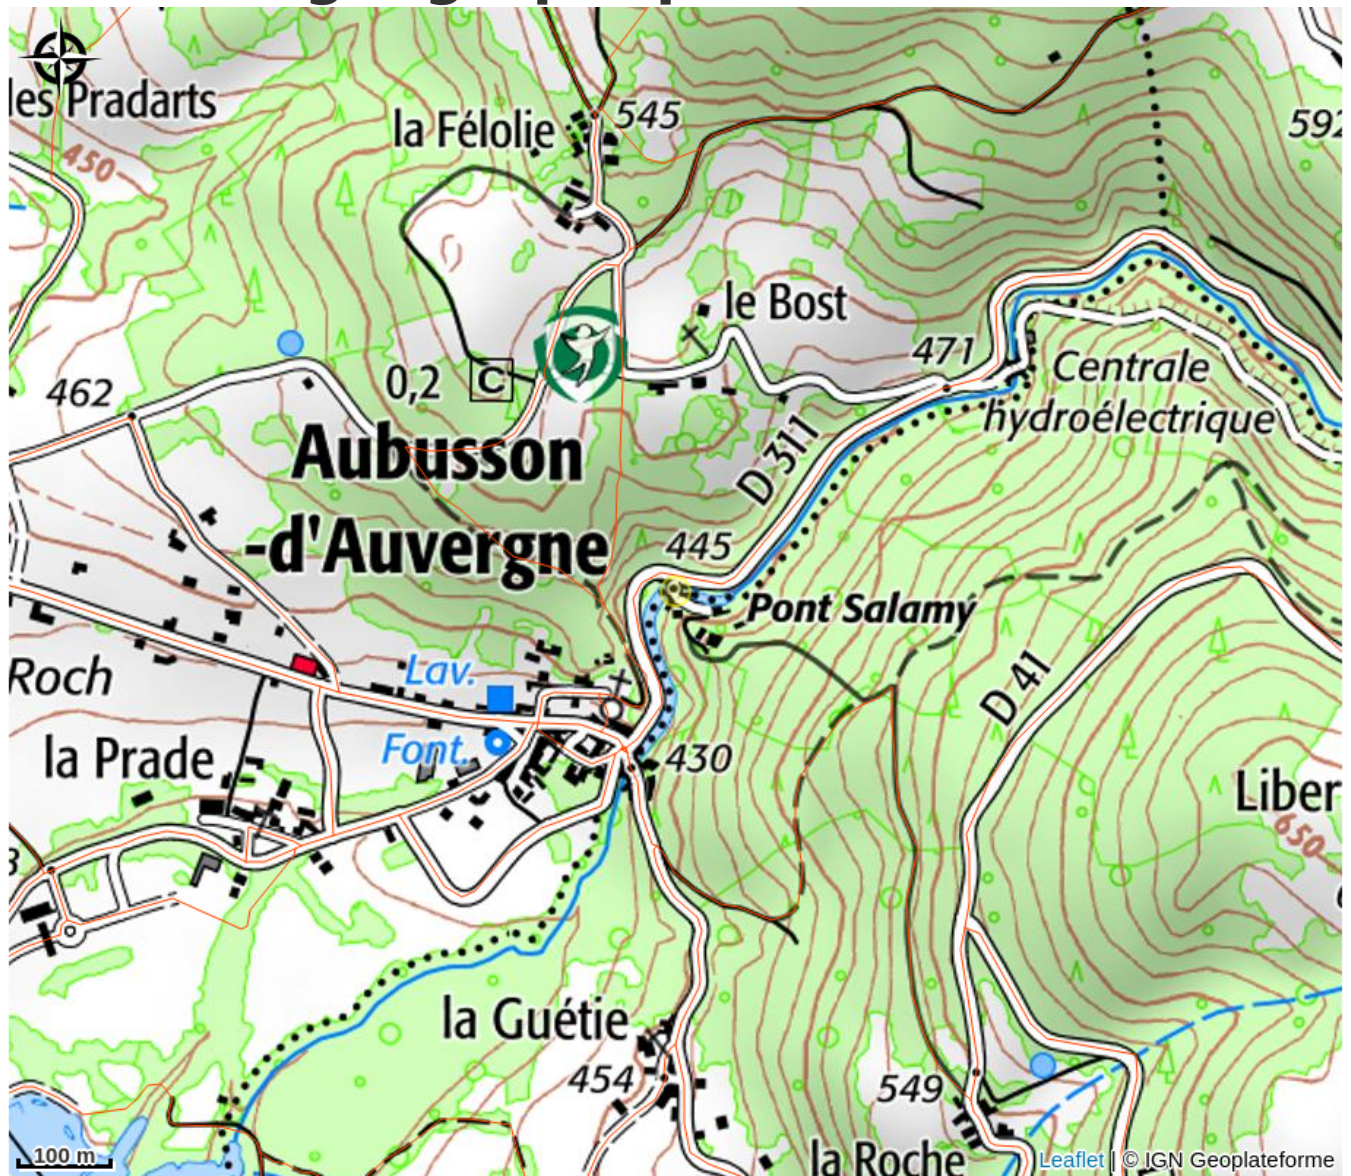 les Pradarts
la Félolie
545
592
450
le Bost
471
Centrale
hydroélectrique
0,2
C
462
Aubusson
-d'Auvergne
D 311
445
Pont Salamy
Roch
Lav.
D 41
la Prade
Font.
430
Liber
650
la Guétie
454
549
la Roche
100 m
Leaflet | © IGN Geoplateforme